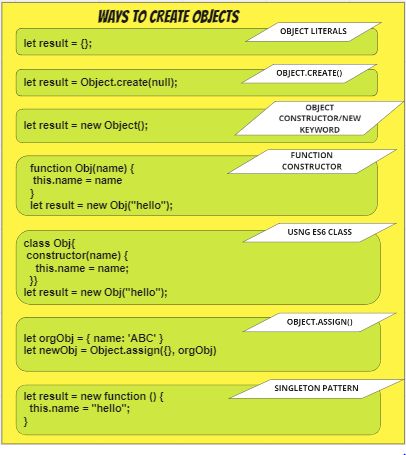 WAYS TO CREATE OBJECTS
OBJECT LITERALS
let result = {};
OBJECT.CREATE()
let result = Object.create(null);
OBJECT
CONSTRUCTOR/NEW
KEYWORD
let result = new Object();
FUNCTION
CONSTRUCTOR
function Obj(name) {
this.name = name
}
let result = new Obj("hello");
USNG ES6 CLASS
class Obj{
constructor(name) {
this.name = name;
}}
let result = new Obj("hello");
OBJECT.ASSIGN()
let orgObj = { name: 'ABC' }
let newObj = Object.assign({}, orgObj)
SINGLETON PATTERN
let result = new function () {
this.name = "hello";
}